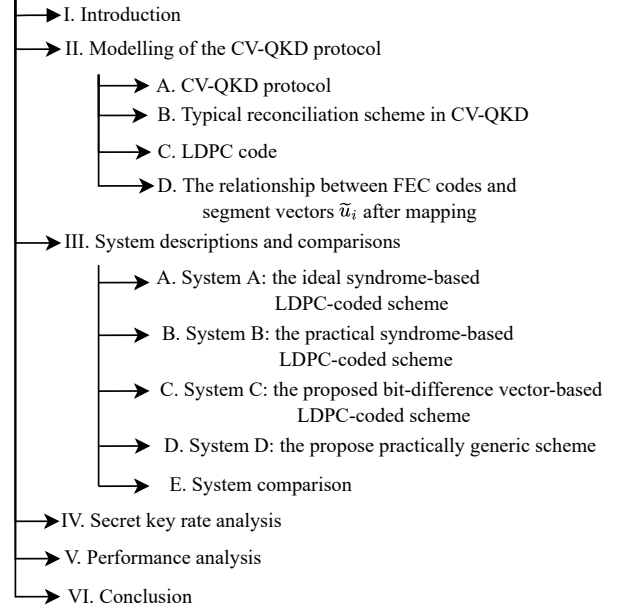 I. Introduction
II. Modelling of the CV-QKD protocol
A. CV-QKD protocol
B. Typical reconciliation scheme in CV-QKD
C. LDPC code
D. The relationship between FEC codes and
segment vectors ũᵢ after mapping
III. System descriptions and comparisons
A. System A: the ideal syndrome-based
LDPC-coded scheme
B. System B: the practical syndrome-based
LDPC-coded scheme
C. System C: the proposed bit-difference vector-based
LDPC-coded scheme
D. System D: the propose practically generic scheme
E. System comparison
IV. Secret key rate analysis
V. Performance analysis
VI. Conclusion